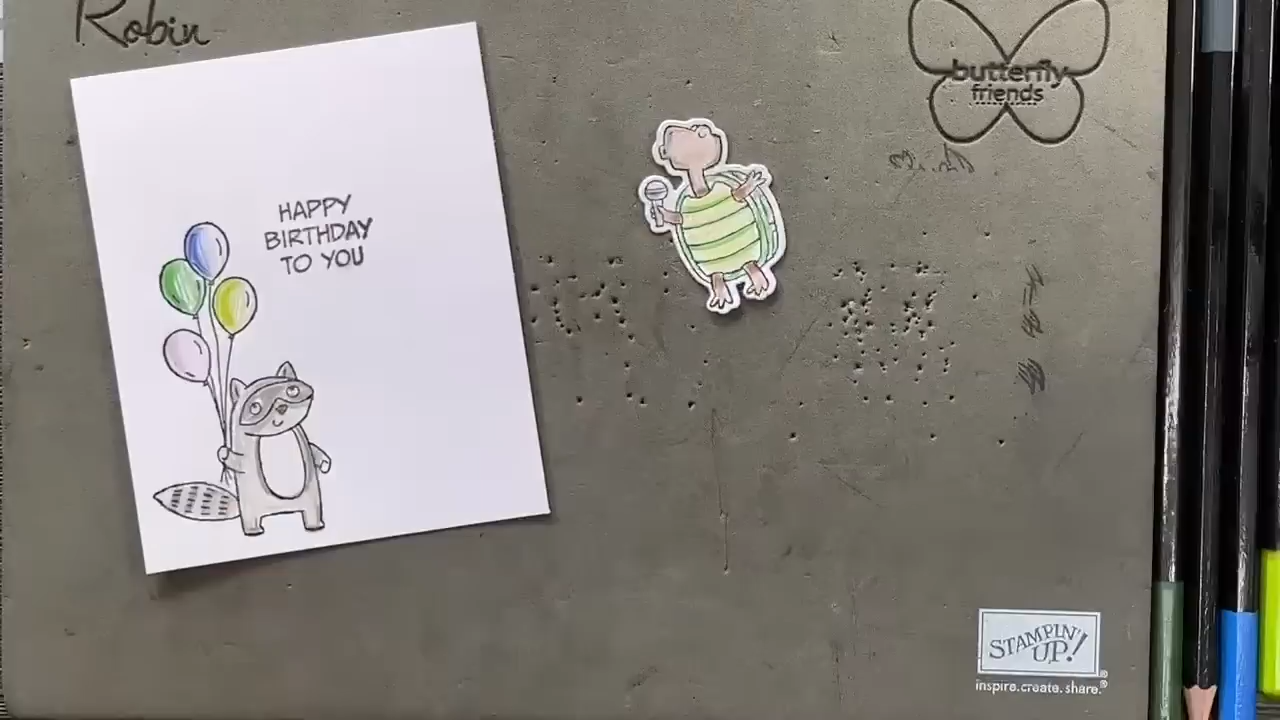 Robin
butterfly
friends
HAPPY
BIRTHDAY
TO YOU
STAMPIN'
UP!®
inspire.create.share.®